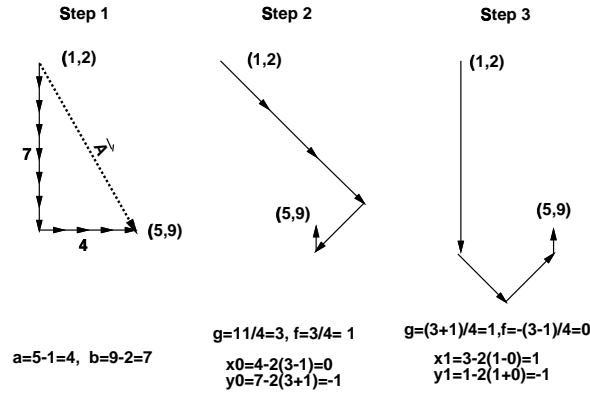 Step 1
(1,2)
A
7
(5,9)
4
a=5-1=4, b=9-2=7
Step 2
(1,2)
(5,9)
g=11/4=3, f=3/4= 1
x0=4-2(3-1)=0
y0=7-2(3+1)=-1
Step 3
(1,2)
(5,9)
g=(3+1)/4=1,f=-(3-1)/4=0
x1=3-2(1-0)=1
y1=1-2(1+0)=-1